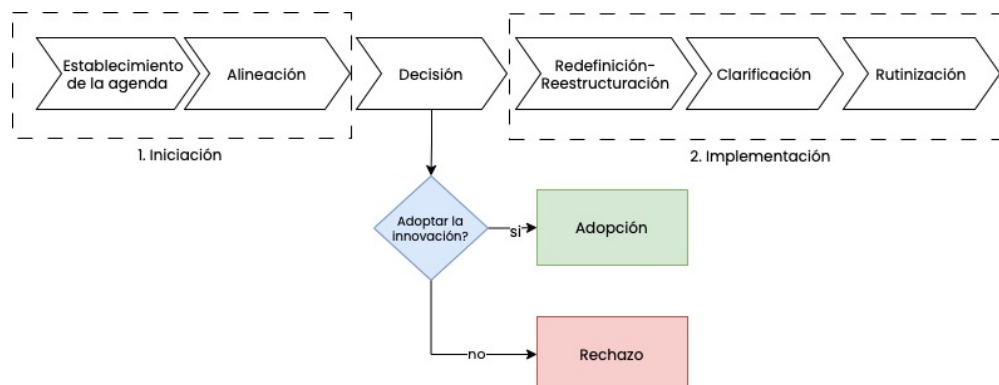 Establecimiento
de la agenda
Alineación
Decisión
Redefinición-
Reestructuración
Clarificación
Rutinización
1. Iniciación
2. Implementación
Adoptar la
innovación?
si
Adopción
no
Rechazo